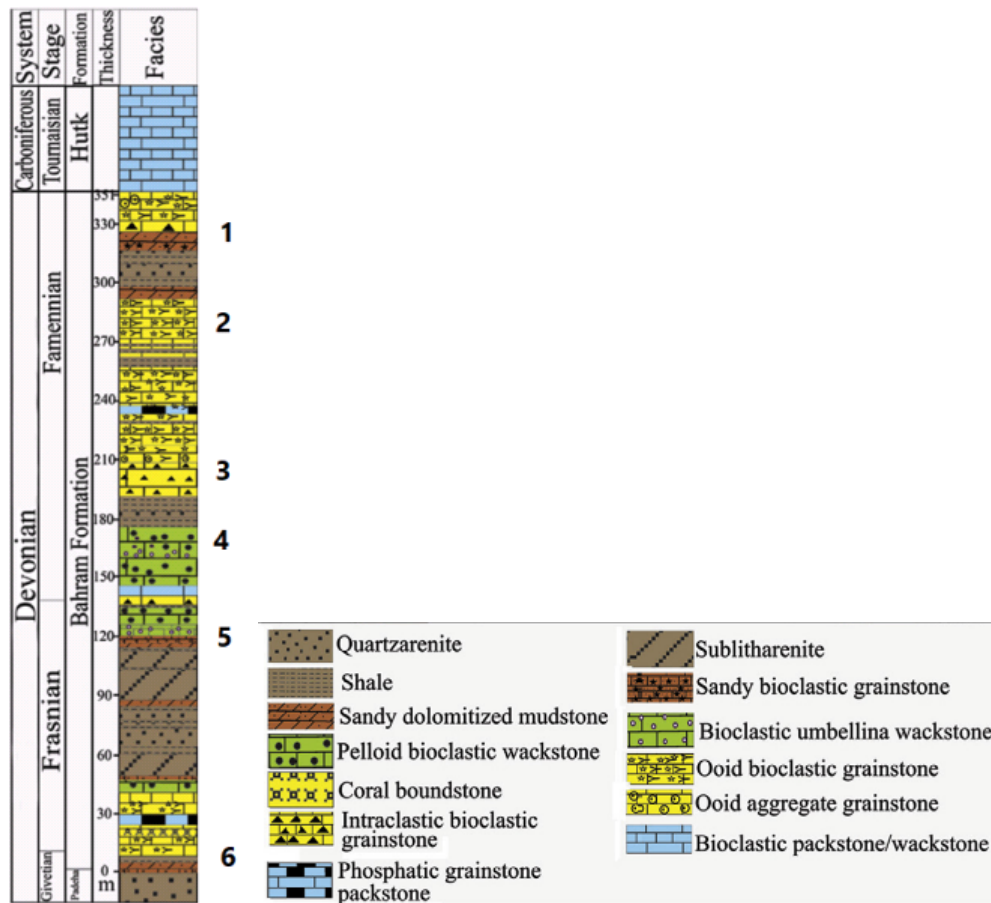 System
Stage
Formation
Thickness
Facies
Carboniferous
Tournaisian
Hutk
Devonian
Famennian
Frasnian
Givetian
Bahram Formation
Padeha
351
330
300
270
240
210
180
150
120
90
60
30
0
m
1
2
3
4
5
6
Quartzarenite
Shale
Sandy dolomitized mudstone
Pelloid bioclastic wackstone
Coral boundstone
Intraclastic bioclastic
grainstone
Phosphatic grainstone
packstone
Sublitharenite
Sandy bioclastic grainstone
Bioclastic umbellina wackstone
Ooid bioclastic grainstone
Ooid aggregate grainstone
Bioclastic packstone/wackstone